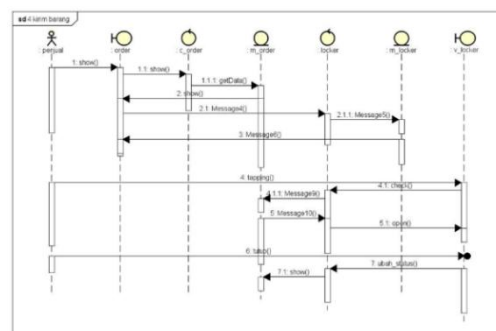 sd 4 kirim barang
: penjual
: order
: c_order
: m_order
: locker
: m_locker
: v_locker
1: show()
1.1: show()
1.1.1: getData()
2: show()
2.1: Message4()
2.1.1: Message5()
3: Message6()
4: tapping()
4.1: check()
4.1.1: Message9()
5: Message10()
5.1: open()
6: tutup()
7: ubah_status()
7.1: show()